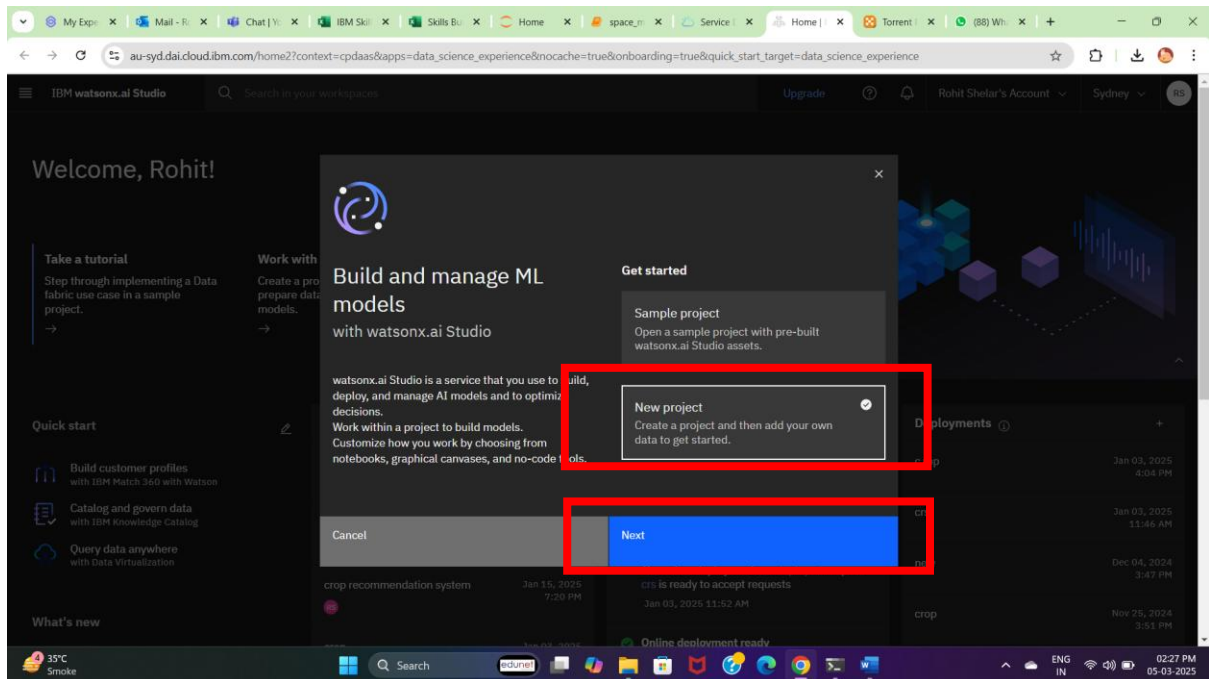 My Expe
Mail - Ro
Chat | Yo
IBM Skil
Skills Bu
Home
space_m
Service
Home |
Torrent
(88) Wh
au-syd.dai.cloud.ibm.com/home2?context=cpdaas&apps=data_science_experience&nocache=true&onboarding=true&quick_start_target=data_science_experience
IBM watsonx.ai Studio
Search in your workspaces
Upgrade
Rohit Shelar's Account
Sydney
RS
Welcome, Rohit!
Take a tutorial
Step through implementing a Data
fabric use case in a sample
project.
Work with
Create a pro
prepare data
models.
Build and manage ML
models
with watsonx.ai Studio
watsonx.ai Studio is a service that you use to build,
deploy, and manage AI models and to optimiz
decisions.
Work within a project to build models.
Customize how you work by choosing from
notebooks, graphical canvases, and no-code tools.
Get started
Sample project
Open a sample project with pre-built
watsonx.ai Studio assets.
New project
Create a project and then add your own
data to get started.
Cancel
Next
Quick start
Build customer profiles
with IBM Match 360 with Watson
Catalog and govern data
with IBM Knowledge Catalog
Query data anywhere
with Data Virtualization
What's new
crop recommendation system
Jan 15, 2025
7:20 PM
RS
crs is ready to accept requests
Jan 03, 2025 11:52 AM
Online deployment ready
Deployments
Jan 03, 2025
4:04 PM
Jan 03, 2025
11:46 AM
Dec 04, 2024
3:47 PM
crop
Nov 25, 2024
3:51 PM
4
35°C
Smoke
Search
edunet
ENG
IN
02:27 PM
05-03-2025